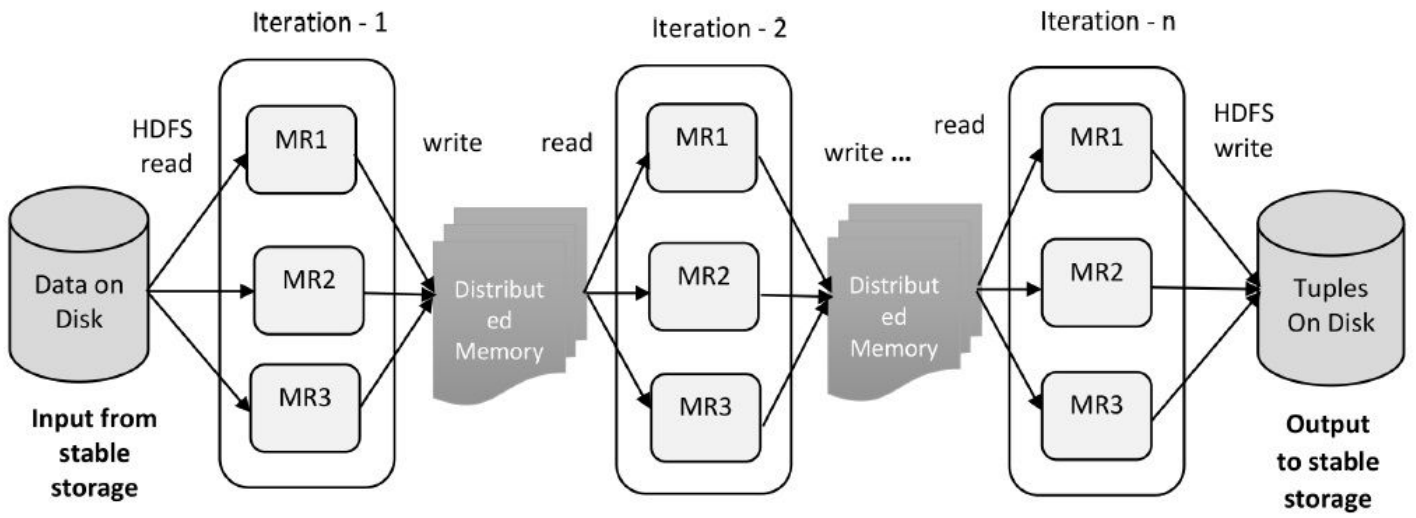 Iteration - 1
Iteration - 2
Iteration - n
HDFS
read
MR1
write
read
MR1
write ...
read
MR1
HDFS
write
Data on
Disk
MR2
Distribut
ed
Memory
MR2
Distribut
ed
Memory
MR2
Tuples
On Disk
MR3
MR3
MR3
Input from
stable
storage
Output
to stable
storage